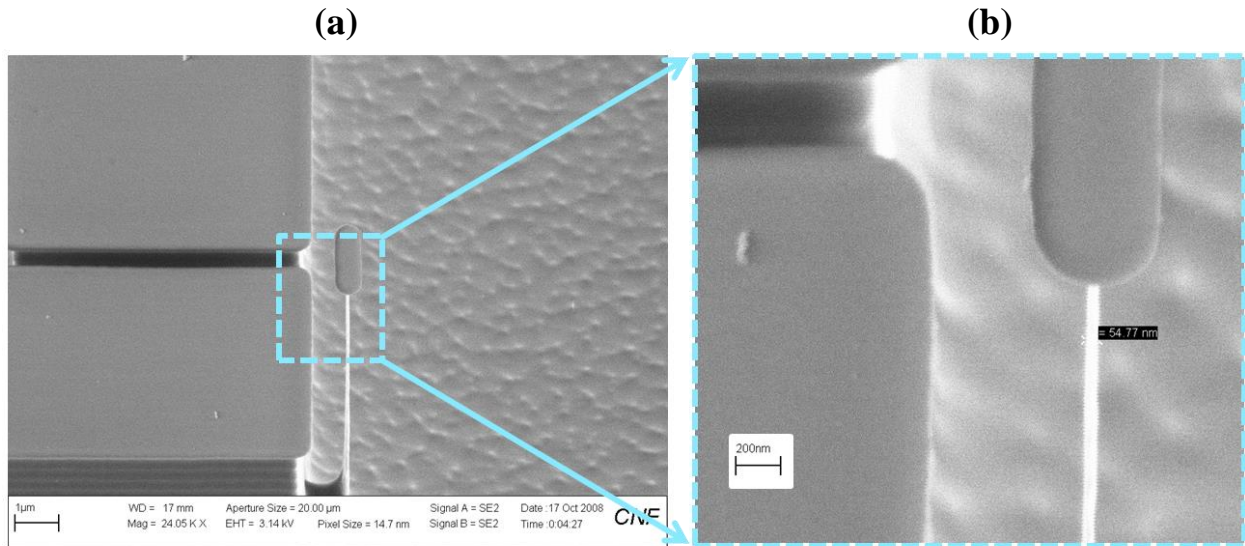 (a)
(b)
= 54.77 nm
200nm
1µm
WD = 17 mm
Aperture Size = 20.00 µm
Signal A = SE2
Date :17 Oct 2008
Mag = 24.05 K X
EHT = 3.14 kV
Pixel Size = 14.7 nm
Signal B = SE2
Time :0:04:27
CNF